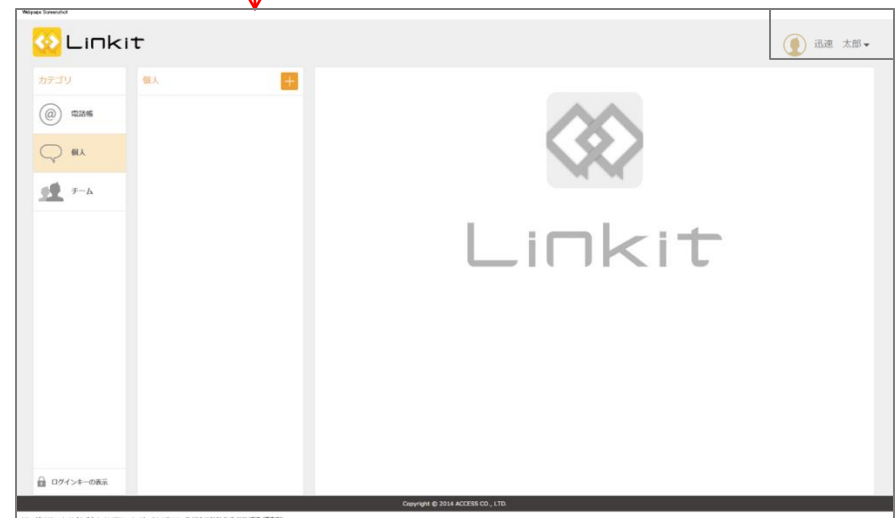 Webpage Screenshot
Linkit
迅速 太郎
カテゴリ
個人
電話帳
個人
チーム
Linkit
ログインキーの表示
Copyright © 2014 ACCESS CO., LTD.